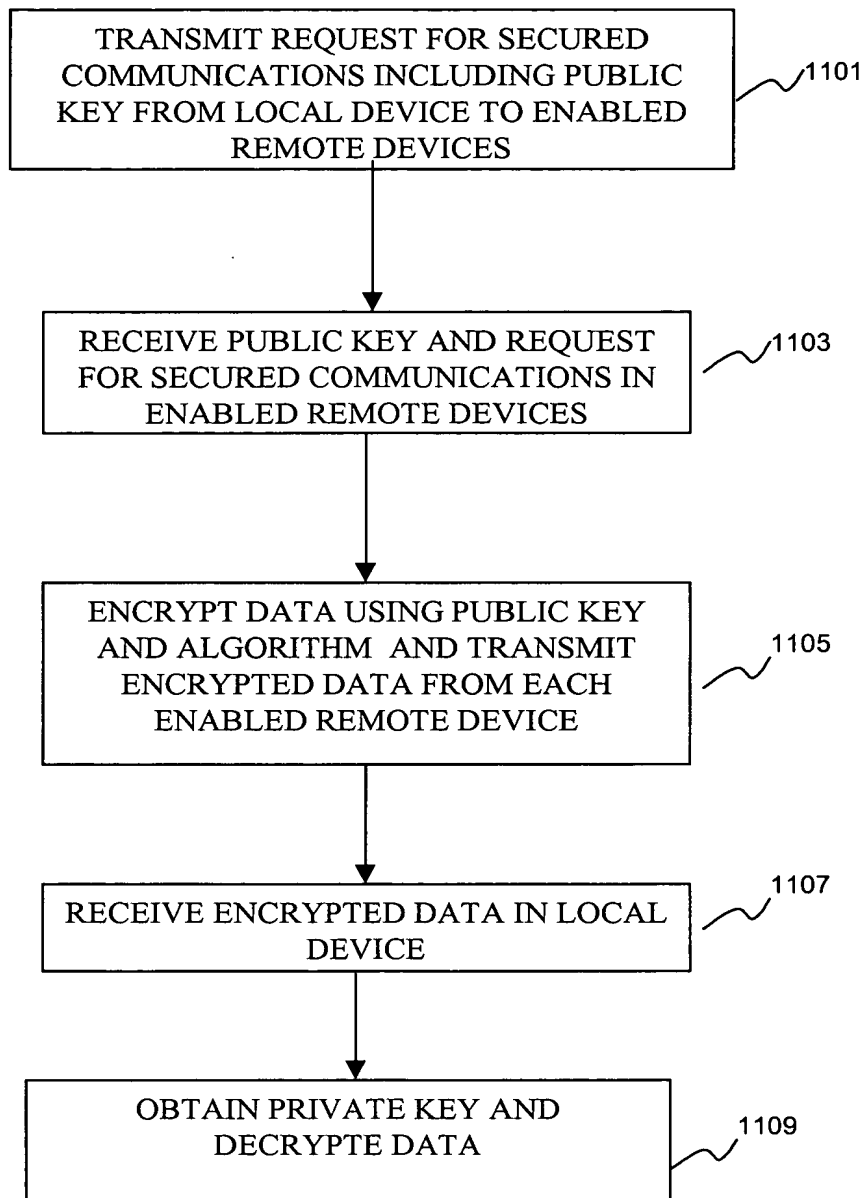 TRANSMIT REQUEST FOR SECURED
COMMUNICATIONS INCLUDING PUBLIC
KEY FROM LOCAL DEVICE TO ENABLED
REMOTE DEVICES
1101
RECEIVE PUBLIC KEY AND REQUEST
FOR SECURED COMMUNICATIONS IN
ENABLED REMOTE DEVICES
1103
ENCRYPT DATA USING PUBLIC KEY
AND ALGORITHM AND TRANSMIT
ENCRYPTED DATA FROM EACH
ENABLED REMOTE DEVICE
1105
RECEIVE ENCRYPTED DATA IN LOCAL
DEVICE
1107
OBTAIN PRIVATE KEY AND
DECRYPTE DATA
1109